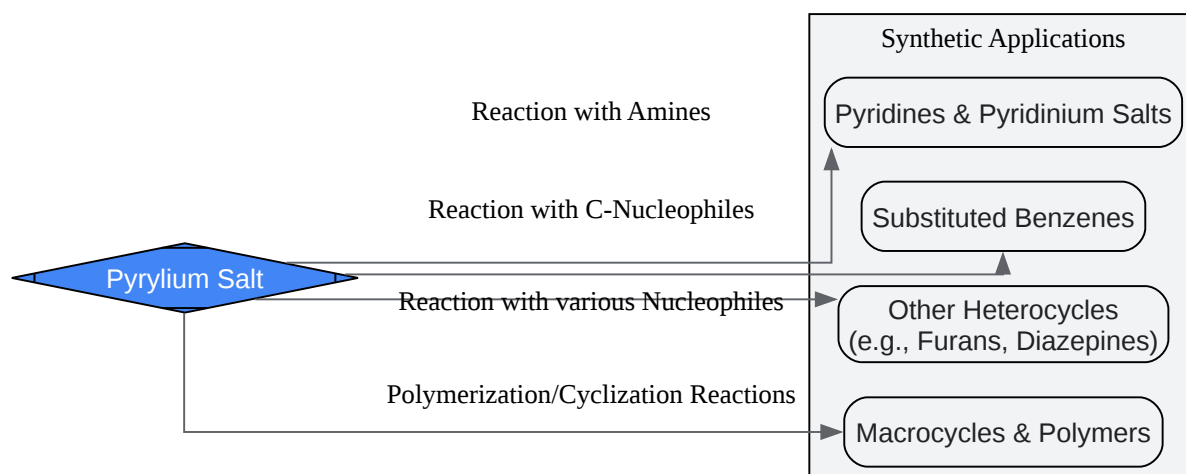 Synthetic Applications
Reaction with Amines
Pyridines & Pyridinium Salts
Reaction with C-Nucleophiles
Substituted Benzenes
Pyrylium Salt
Reaction with various Nucleophiles
Other Heterocycles
(e.g., Furans, Diazepines)
Polymerization/Cyclization Reactions
Macrocycles & Polymers